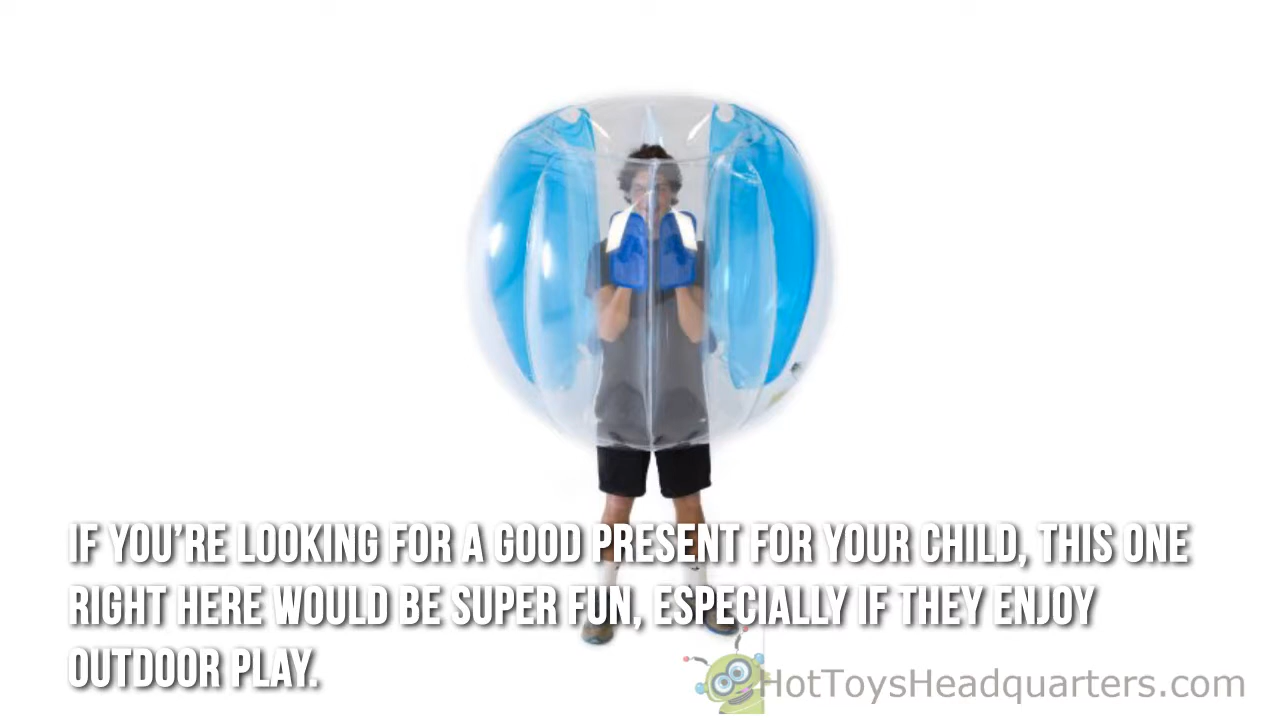 IF YOU'RE LOOKING FOR A GOOD PRESENT FOR YOUR CHILD, THIS ONE
RIGHT HERE WOULD BE SUPER FUN, ESPECIALLY IF THEY ENJOY
OUTDOOR PLAY.
HotToysHeadquarters.com